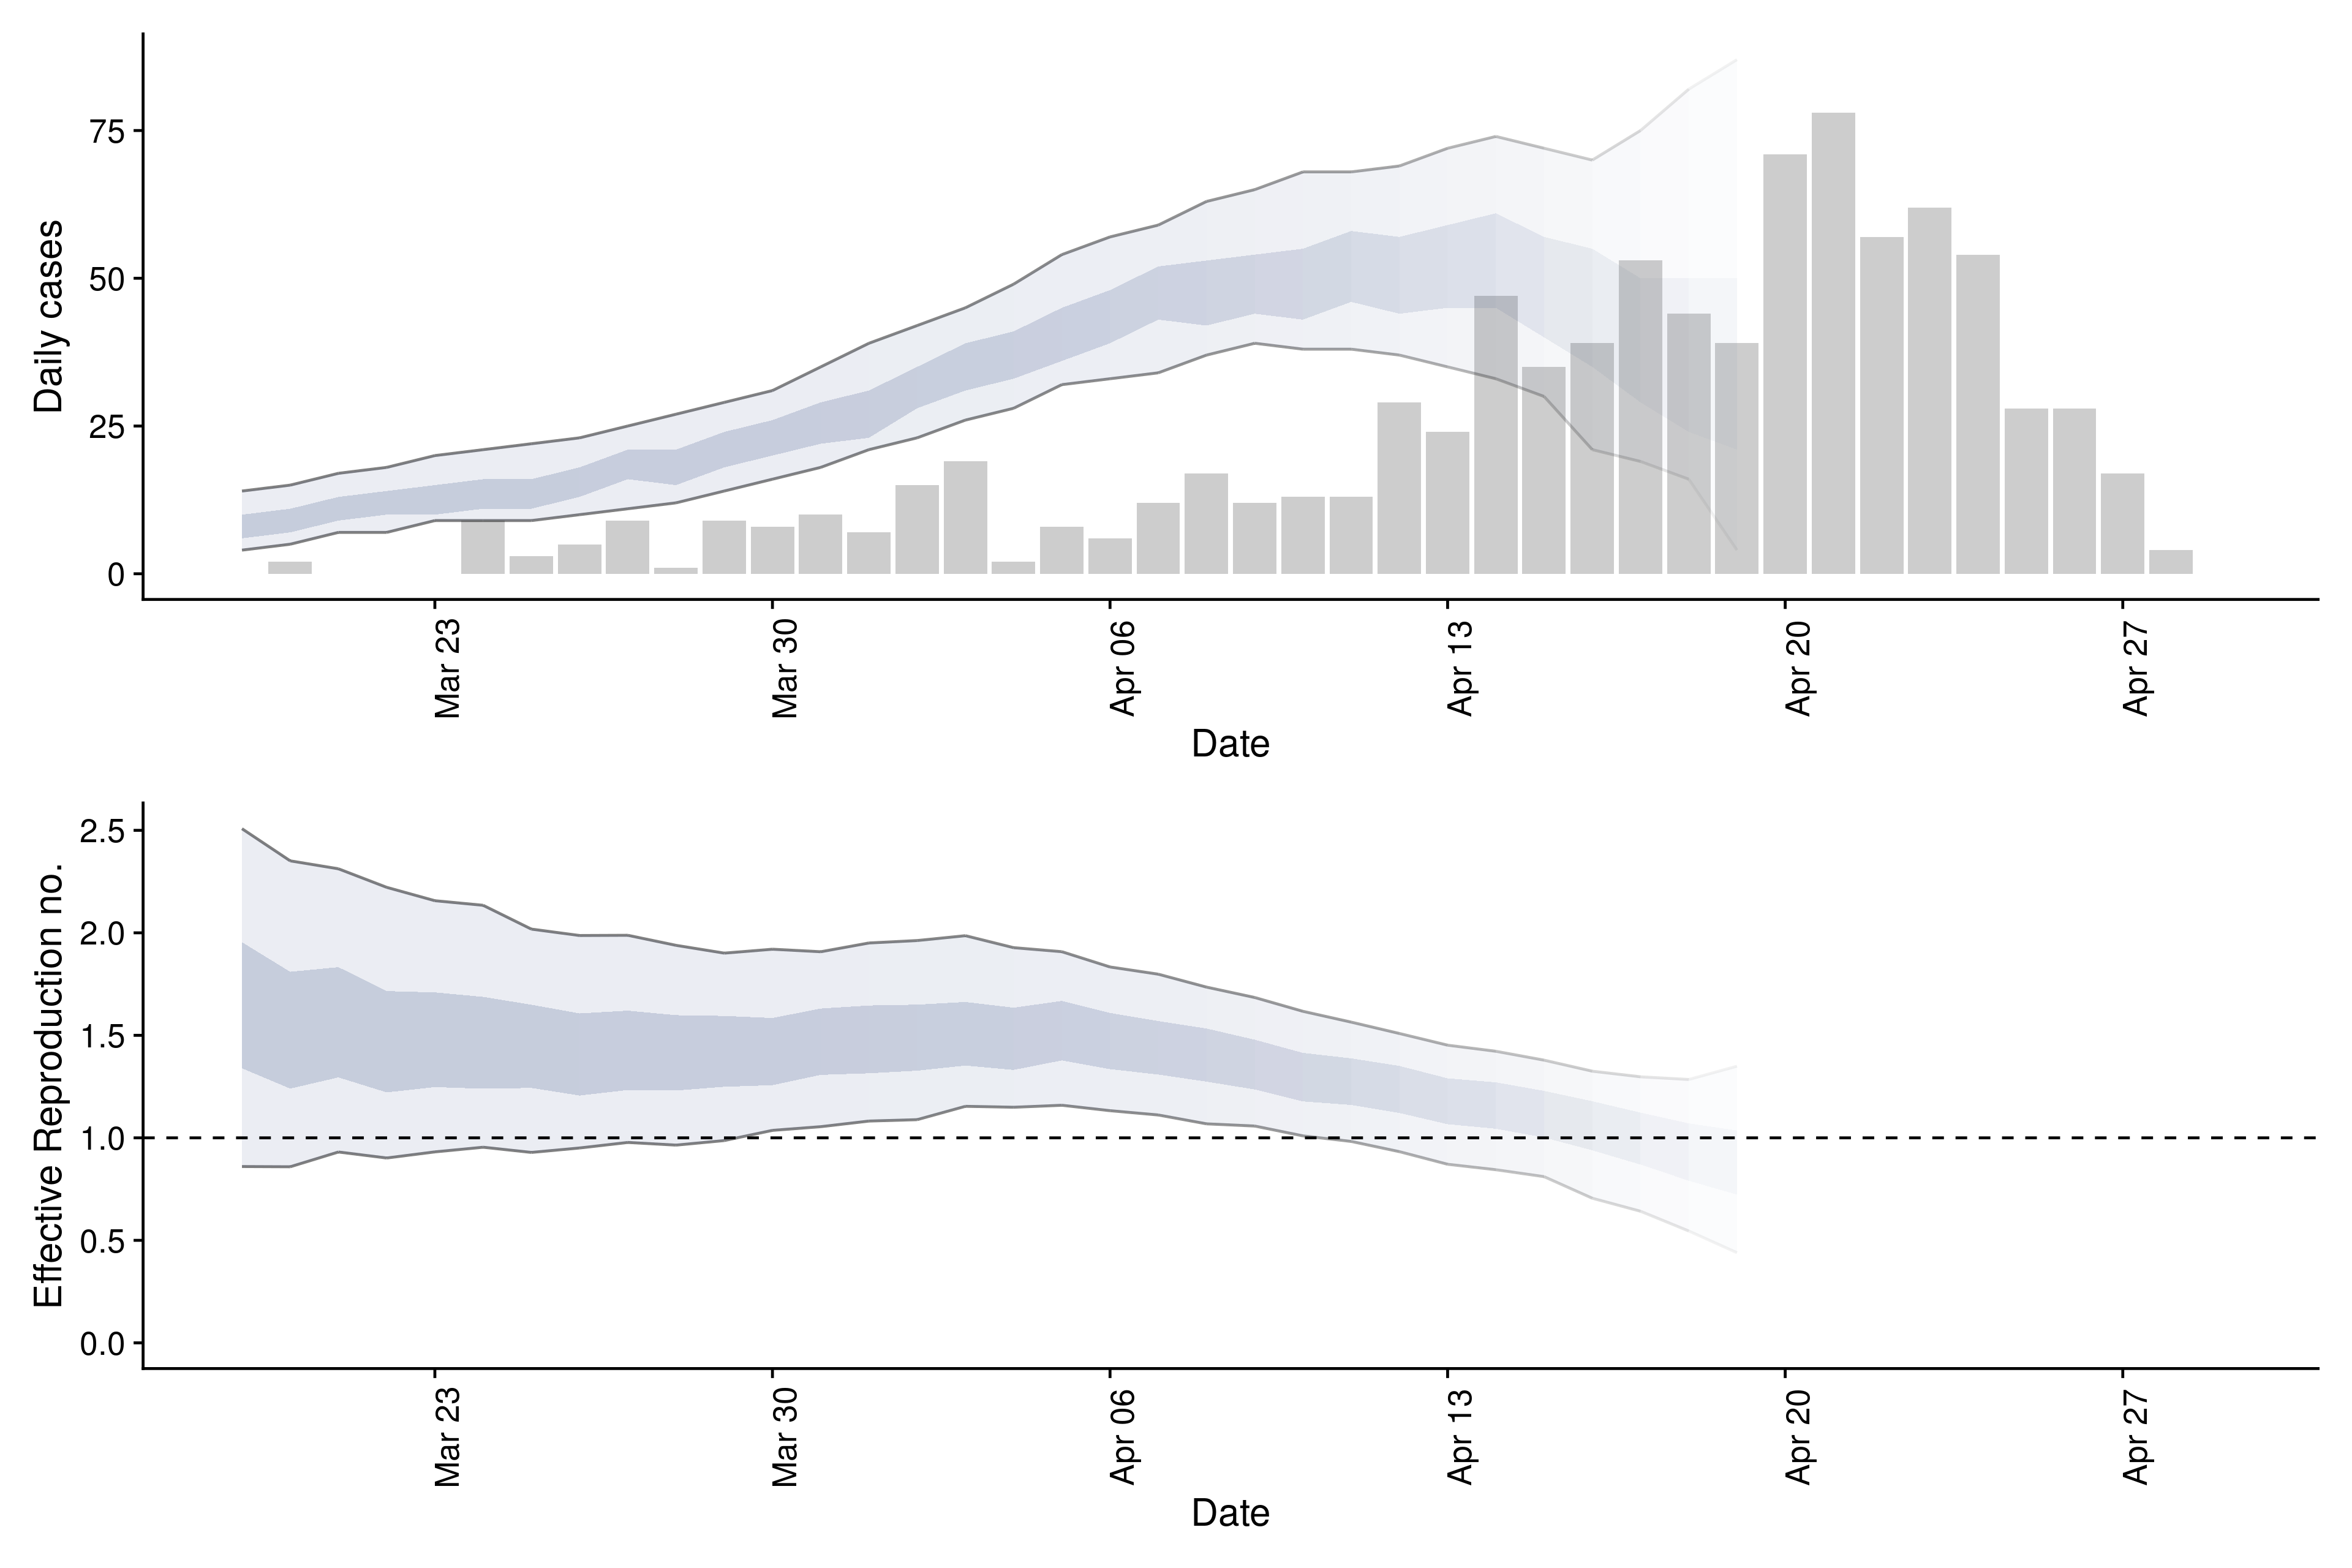 Daily cases
75
50
25
0
Mar 23
Mar 30
Apr 06
Apr 13
Apr 20
Apr 27
Date
Effective Reproduction no.
2.5
2.0
1.5
1.0
0.5
0.0
Mar 23
Mar 30
Apr 06
Apr 13
Apr 20
Apr 27
Date